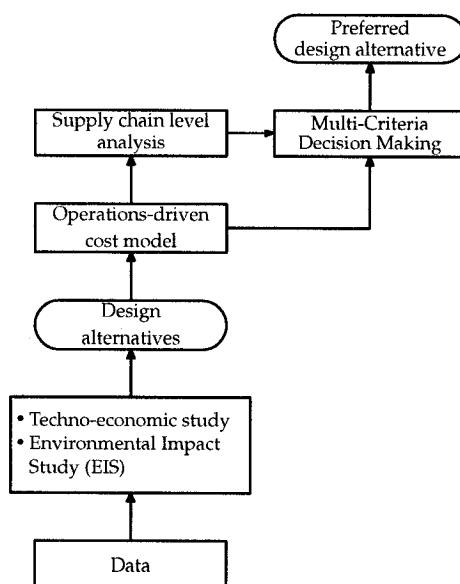 Preferred
design alternative
Supply chain level
analysis
Multi-Criteria
Decision Making
Operations-driven
cost model
Design
alternatives
• Techno-economic study
• Environmental Impact
Study (EIS)
Data